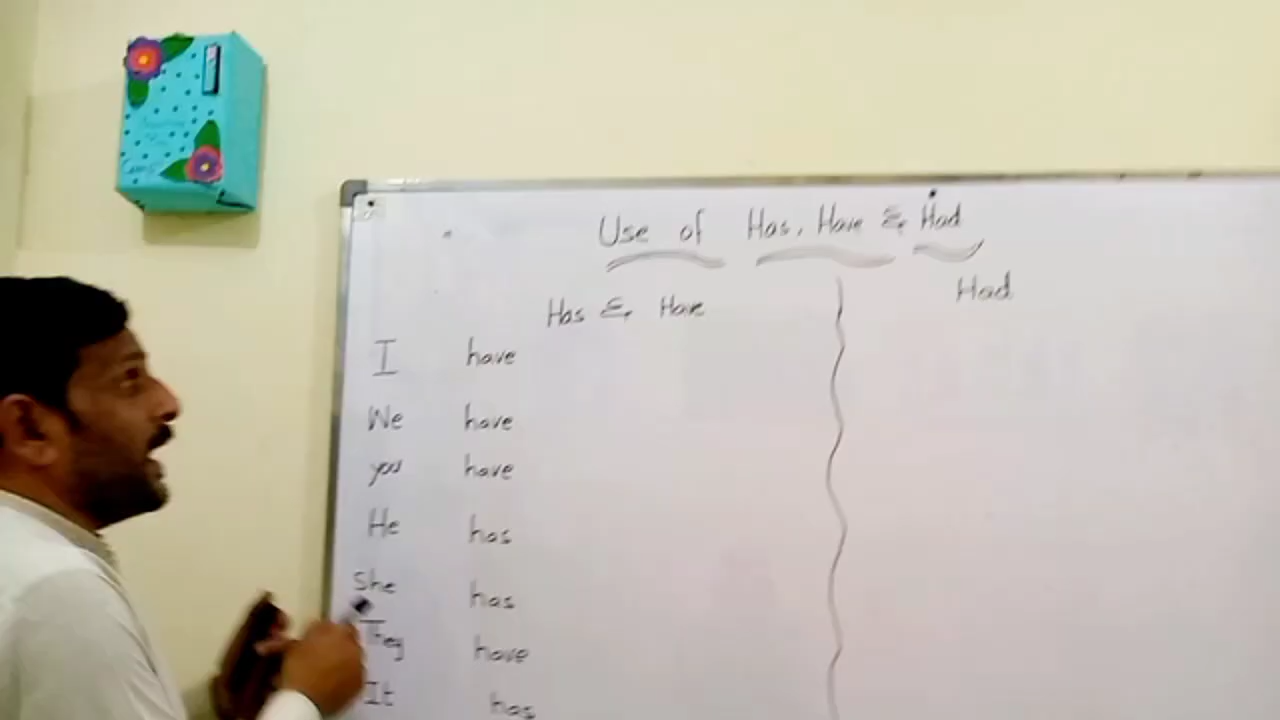 Use of Has, Have & Had
Has & Have
Had
I have
We have
you have
He has
She has
They have
It has